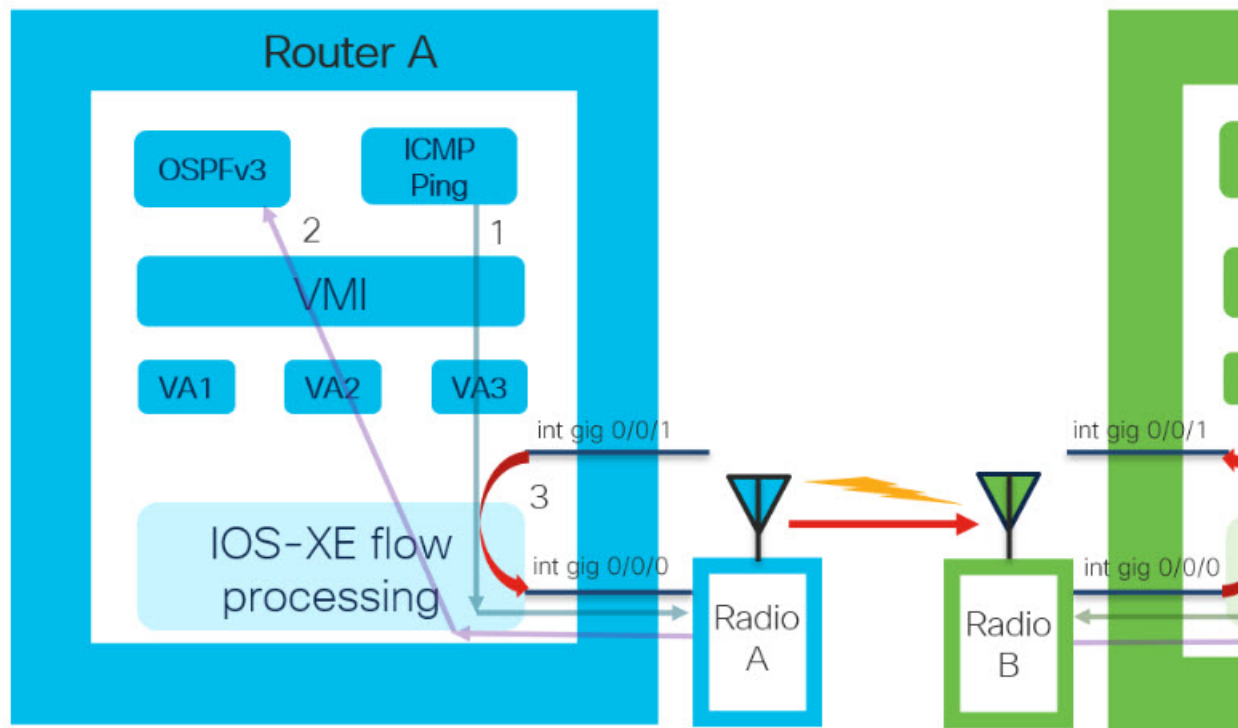 Router A
OSPFv3
ICMP
Ping
2
1
VMI
VA1
VA2
VA3
int gig 0/0/1
int gig 0/0/1
3
IOS-XE flow
processing
int gig 0/0/0
int gig 0/0/0
Radio
A
Radio
B